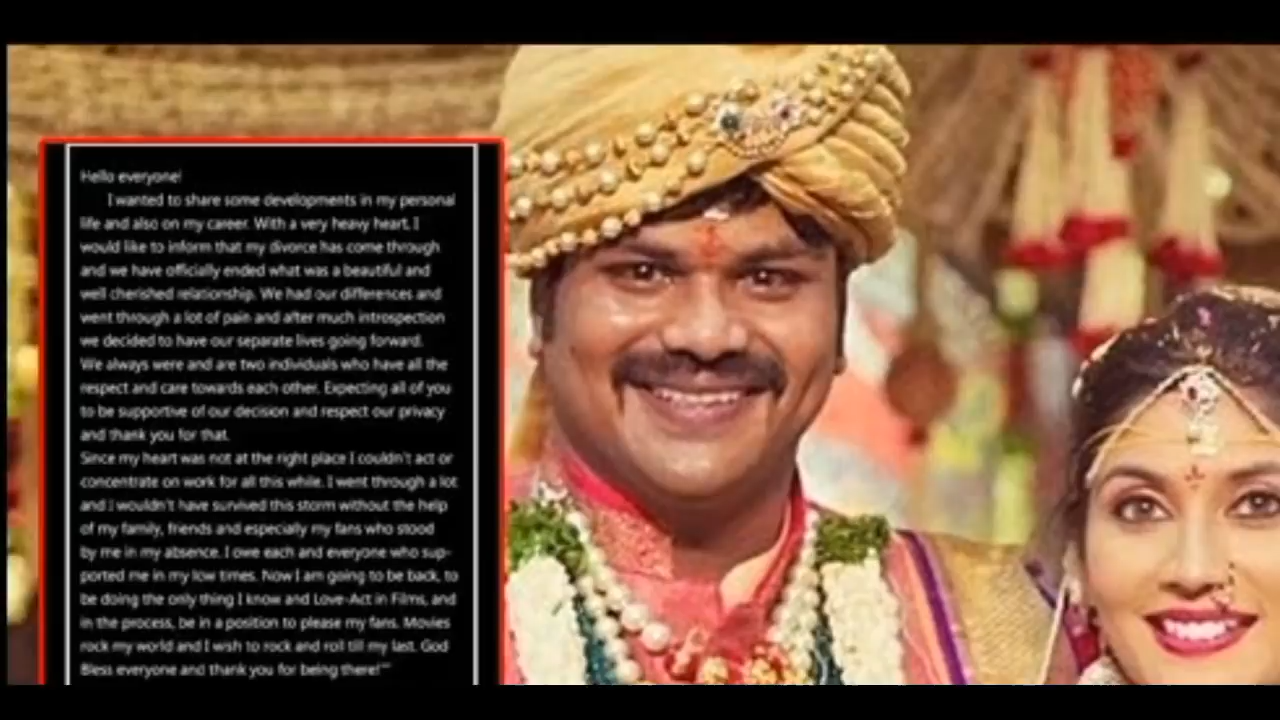 Hello everyone!
I wanted to share some developments in my personal
life and also on my career. With a very heavy heart, I
would like to inform that my divorce has come through
and we have officially ended what was a beautiful and
well cherished relationship. We had our differences and
went through a lot of pain and after much introspection
we decided to have our separate lives going forward.
We always were and are two individuals who have all the
respect and care towards each other. Expecting all of you
to be supportive of our decision and respect our privacy
and thank you for that.
Since my heart was not at the right place I couldn't act or
concentrate on work for all this while. I went through a lot
and I wouldn't have survived this storm without the help
of my family, friends and especially my fans who stood
by me in my absence. I owe each and everyone who sup-
ported me in my low times. Now I am going to be back, to
be doing the only thing I know and Love-Act in Films, and
in the process, be in a position to please my fans. Movies
rock my world and I wish to rock and roll till my last. God
Bless everyone and thank you for being there!"